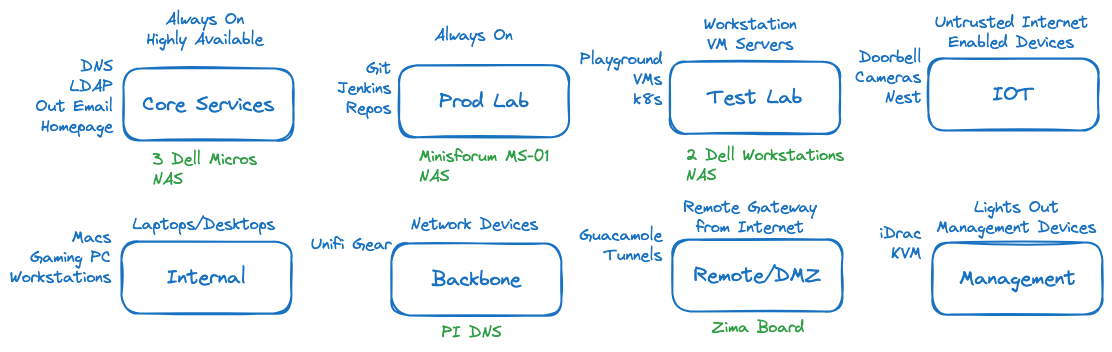 Always On
Highly Available
DNS
LDAP
Out Email
Homepage
Core Services
3 Dell Micros
NAS
Always On
Git
Jenkins
Repos
Prod Lab
Minisforum MS-01
NAS
Workstation
VM Servers
Playground
VMs
k8s
Test Lab
2 Dell Workstations
NAS
Untrusted Internet
Enabled Devices
Doorbell
Cameras
Nest
IOT
Laptops/Desktops
Macs
Gaming PC
Workstations
Internal
Network Devices
Unifi Gear
Backbone
PI DNS
Remote Gateway
from Internet
Guacamole
Tunnels
Remote/DMZ
Zima Board
Lights Out
Management Devices
iDrac
KVM
Management